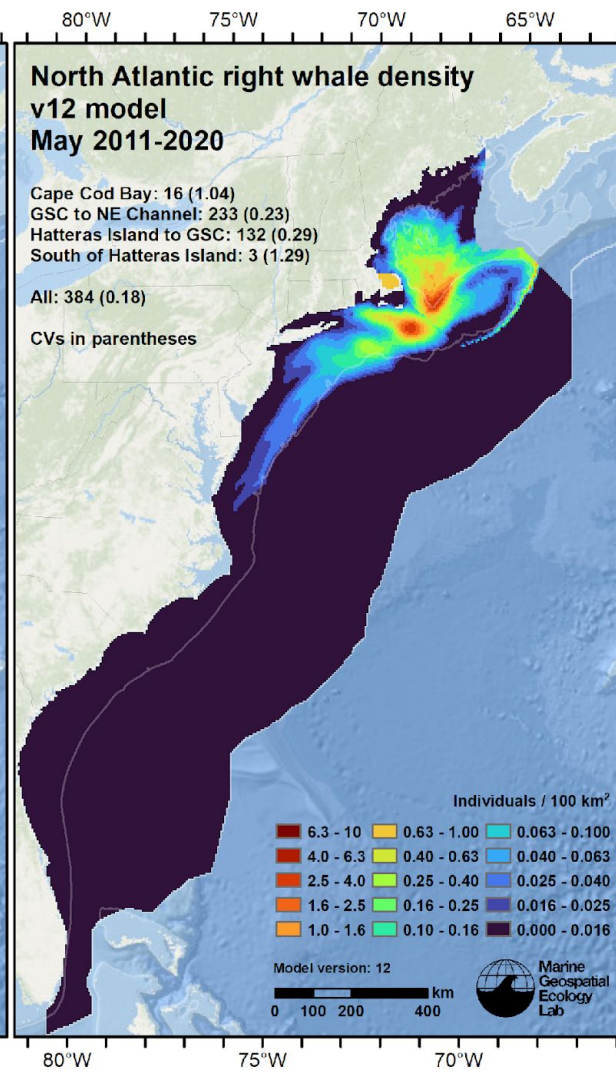 80°W 75°W 70°W 65°W
North Atlantic right whale density
v12 model
May 2011-2020
Cape Cod Bay: 16 (1.04)
GSC to NE Channel: 233 (0.23)
Hatteras Island to GSC: 132 (0.29)
South of Hatteras Island: 3 (1.29)
All: 384 (0.18)
CVs in parentheses
Individuals / 100 km²
6.3 - 10 0.63 - 1.00 0.063 - 0.100
4.0 - 6.3 0.40 - 0.63 0.040 - 0.063
2.5 - 4.0 0.25 - 0.40 0.025 - 0.040
1.6 - 2.5 0.16 - 0.25 0.016 - 0.025
1.0 - 1.6 0.10 - 0.16 0.000 - 0.016
Model version: 12
km
0 100 200 400
Marine
Geospatial
Ecology
Lab
80°W 75°W 70°W